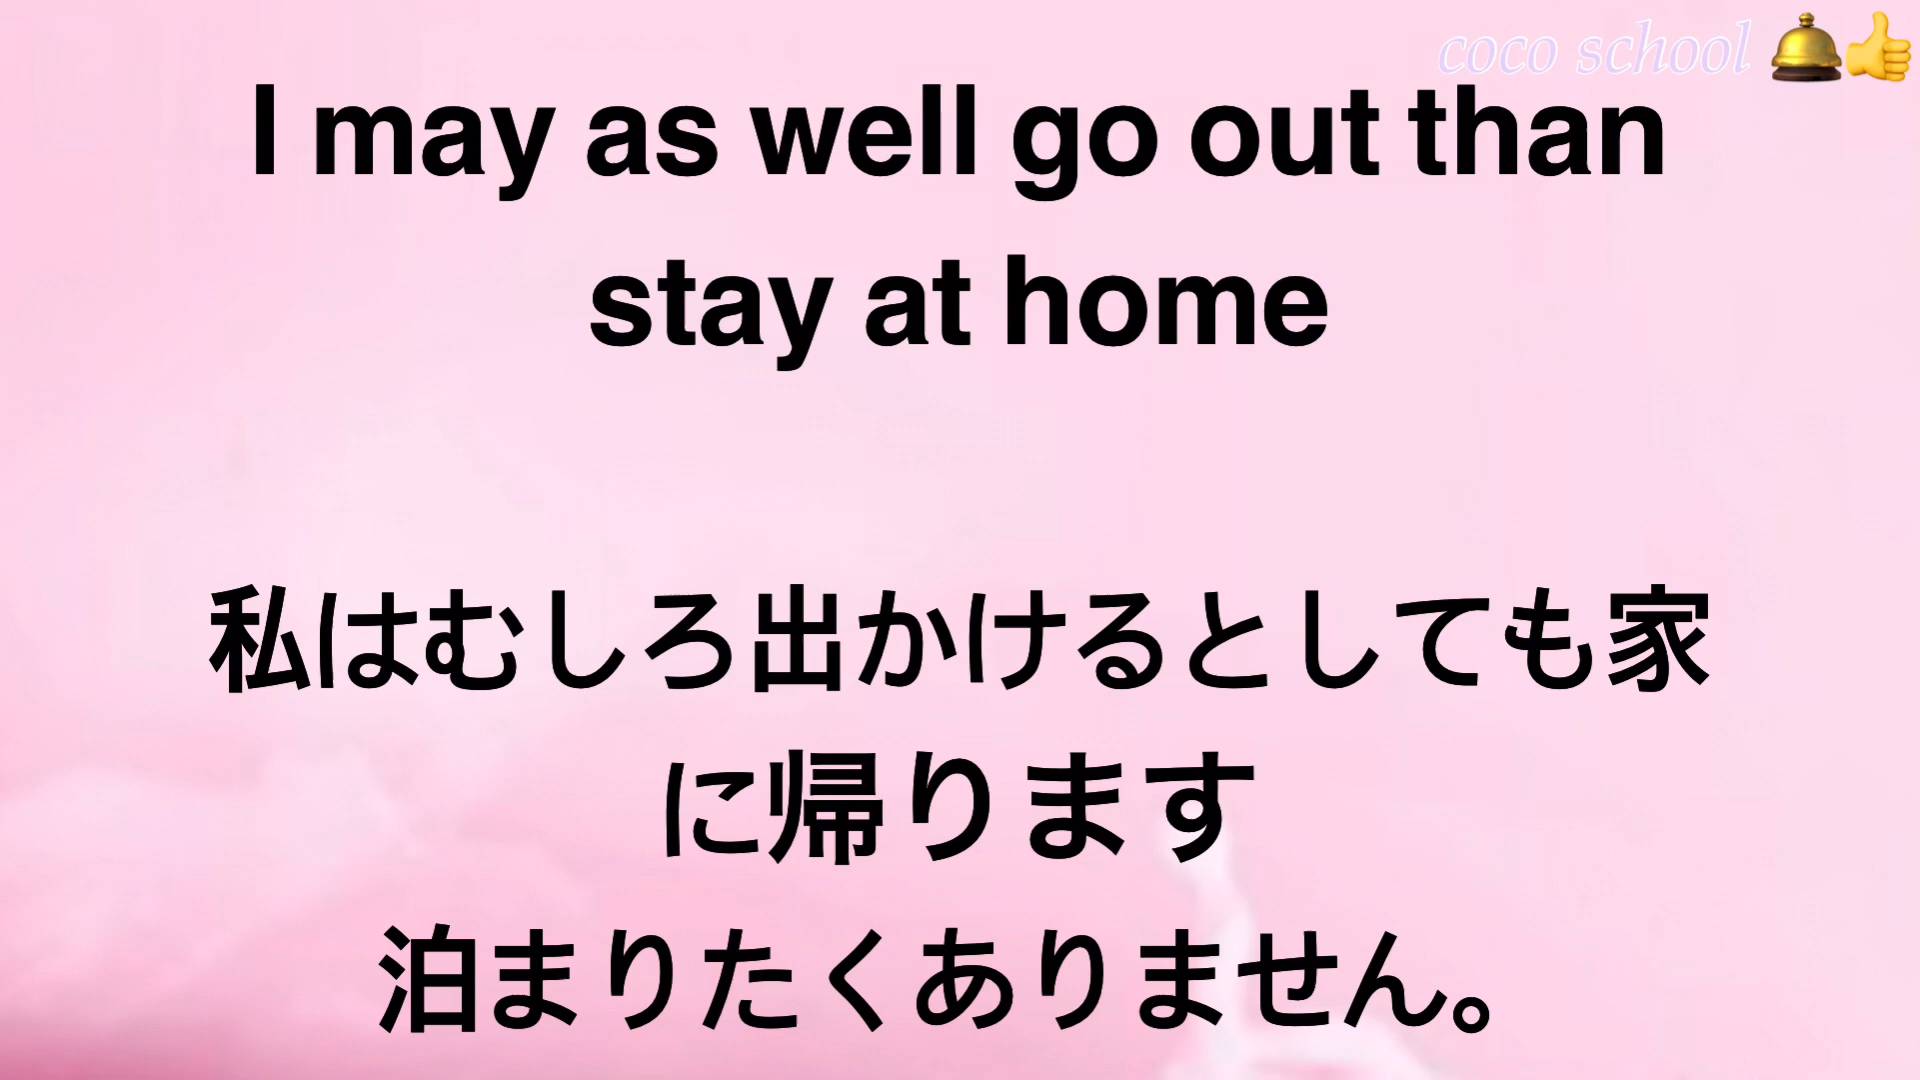 coco school
I may as well go out than
stay at home
私はむしろ出かけるとしても家
に帰ります
泊まりたくありません。